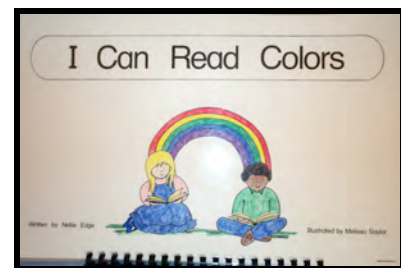 I Can Read Colors
Written by Nellie Edge
Illustrated by Melissa Saylor